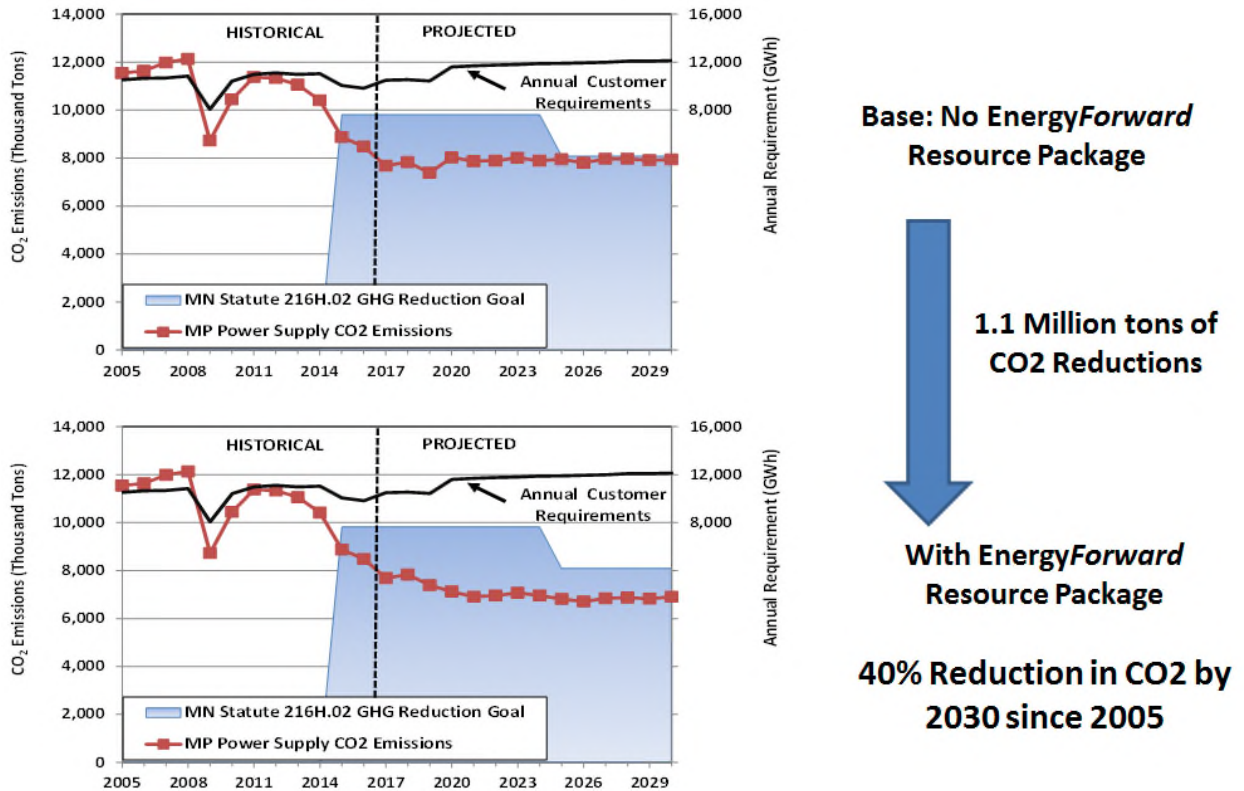 14,000
12,000
10,000
8,000
6,000
4,000
2,000
0
CO2 Emissions (Thousand Tons)
HISTORICAL
PROJECTED
Annual Customer
Requirements
MN Statute 216H.02 GHG Reduction Goal
MP Power Supply CO2 Emissions
2005 2008 2011 2014 2017 2020 2023 2026 2029
16,000
12,000
8,000
Annual Requirement (GWh)
14,000
12,000
10,000
8,000
6,000
4,000
2,000
0
CO2 Emissions (Thousand Tons)
HISTORICAL
PROJECTED
Annual Customer
Requirements
MN Statute 216H.02 GHG Reduction Goal
MP Power Supply CO2 Emissions
2005 2008 2011 2014 2017 2020 2023 2026 2029
16,000
12,000
8,000
Annual Requirement (GWh)
Base: No EnergyForward
Resource Package
1.1 Million tons of
CO2 Reductions
With EnergyForward
Resource Package
40% Reduction in CO2 by
2030 since 2005